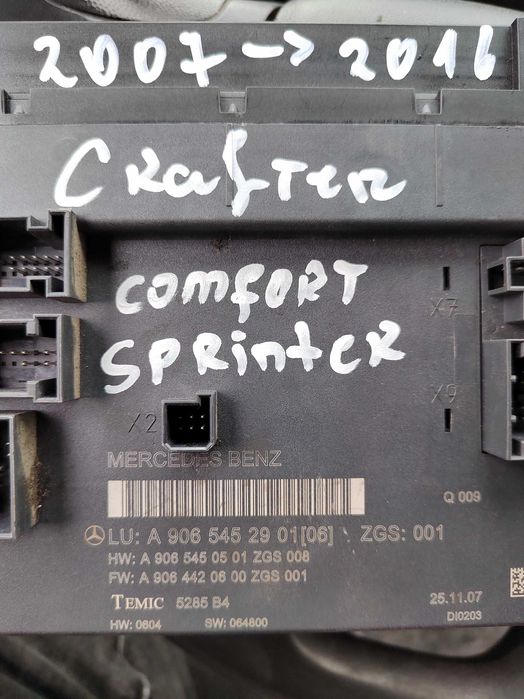 2007 -> 2016
Crafter
COMFORT
SPRinteR
X7
X9
X2
MERCEDES BENZ
Q 009
LU: A 906 545 29 01[06] ZGS: 001
HW: A 906 545 05 01 ZGS 008
FW: A 906 442 06 00 ZGS 001
TEMIC 5285 B4 25.11.07
HW: 0604 SW: 064800 DI0203